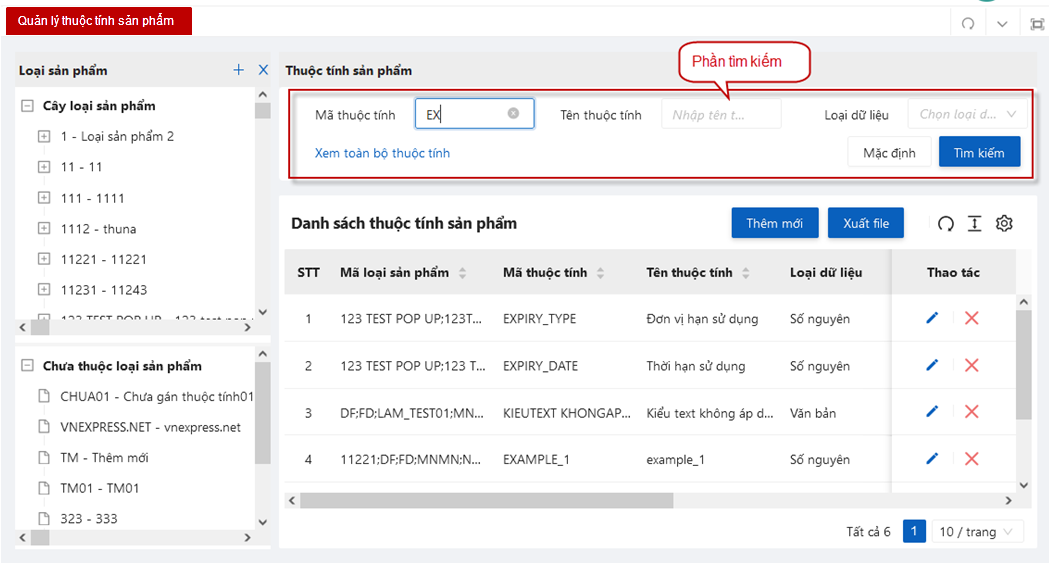 Quản lý thuộc tính sản phẩm
Loại sản phẩm
Cây loại sản phẩm
1 - Loại sản phẩm 2
11 - 11
111 - 1111
1112 - thuna
11221 - 11221
11231 - 11243
123 TEST POP UP - 123 test pop
Chưa thuộc loại sản phẩm
CHUA01 - Chưa gán thuộc tính01
VNEXPRESS.NET - vnexpress.net
TM - Thêm mới
TM01 - TM01
323 - 333
Thuộc tính sản phẩm
Phần tìm kiếm
Mã thuộc tính EX Tên thuộc tính Nhập tên t... Loại dữ liệu Chọn loại d...
Xem toàn bộ thuộc tính Mặc định Tìm kiếm
Danh sách thuộc tính sản phẩm Thêm mới Xuất file
STT Mã loại sản phẩm Mã thuộc tính Tên thuộc tính Loại dữ liệu Thao tác
1 123 TEST POP UP;123T... EXPIRY_TYPE Đơn vị hạn sử dụng Số nguyên
2 123 TEST POP UP;123 T... EXPIRY_DATE Thời hạn sử dụng Số nguyên
3 DF;FD;LAM_TEST01;MN... KIEUTEXT KHONGAP... Kiểu text không áp d... Văn bản
4 11221;DF;FD;MNMN;N... EXAMPLE_1 example_1 Số nguyên
Tất cả 6 1 10 / trang